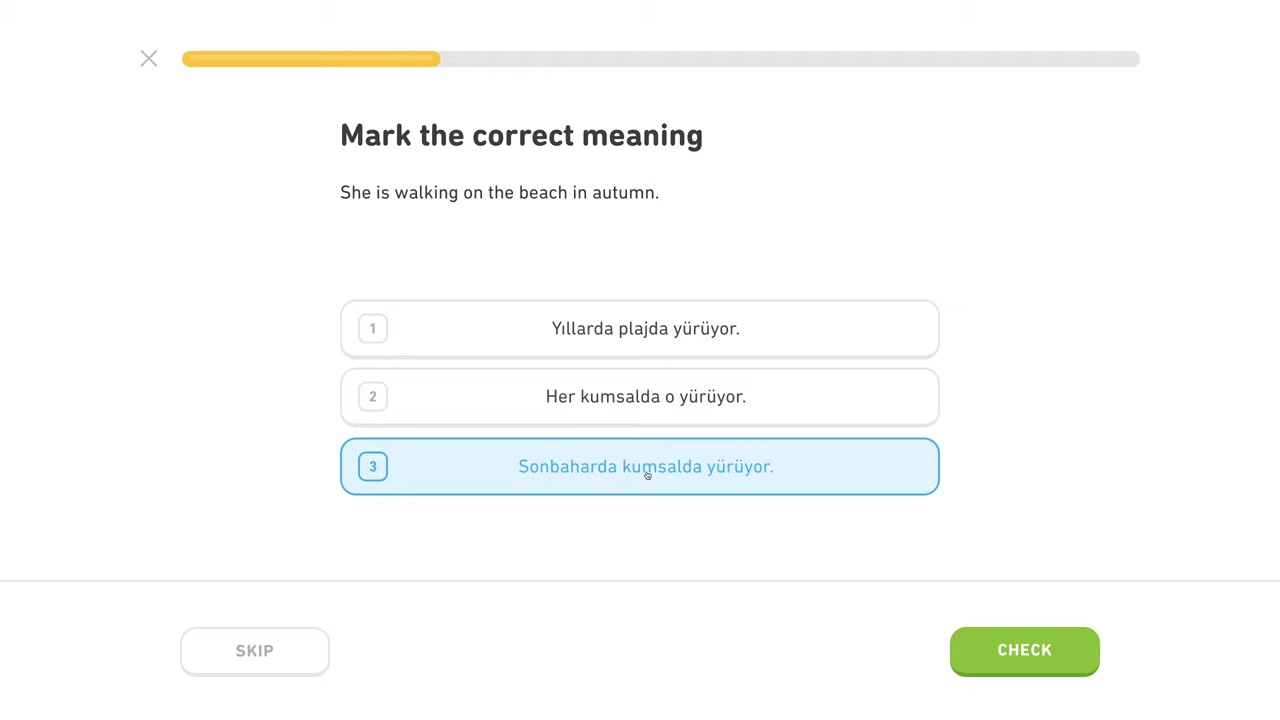 Mark the correct meaning
She is walking on the beach in autumn.
1 Yıllarda plajda yürüyor.
2 Her kumsalda o yürüyor.
3 Sonbaharda kumsalda yürüyor.
SKIP
CHECK